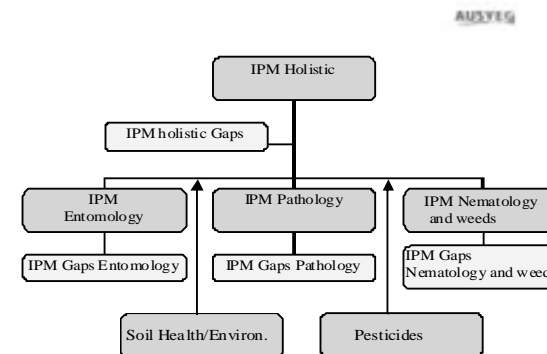 AUSVEG
IPM Holistic
IPM holistic Gaps
IPM
Entomology
IPM Pathology
IPM Nematology
and weeds
IPM Gaps Entomology
IPM Gaps Pathology
IPM Gaps
Nematology and weed
Soil Health/Environ.
Pesticides